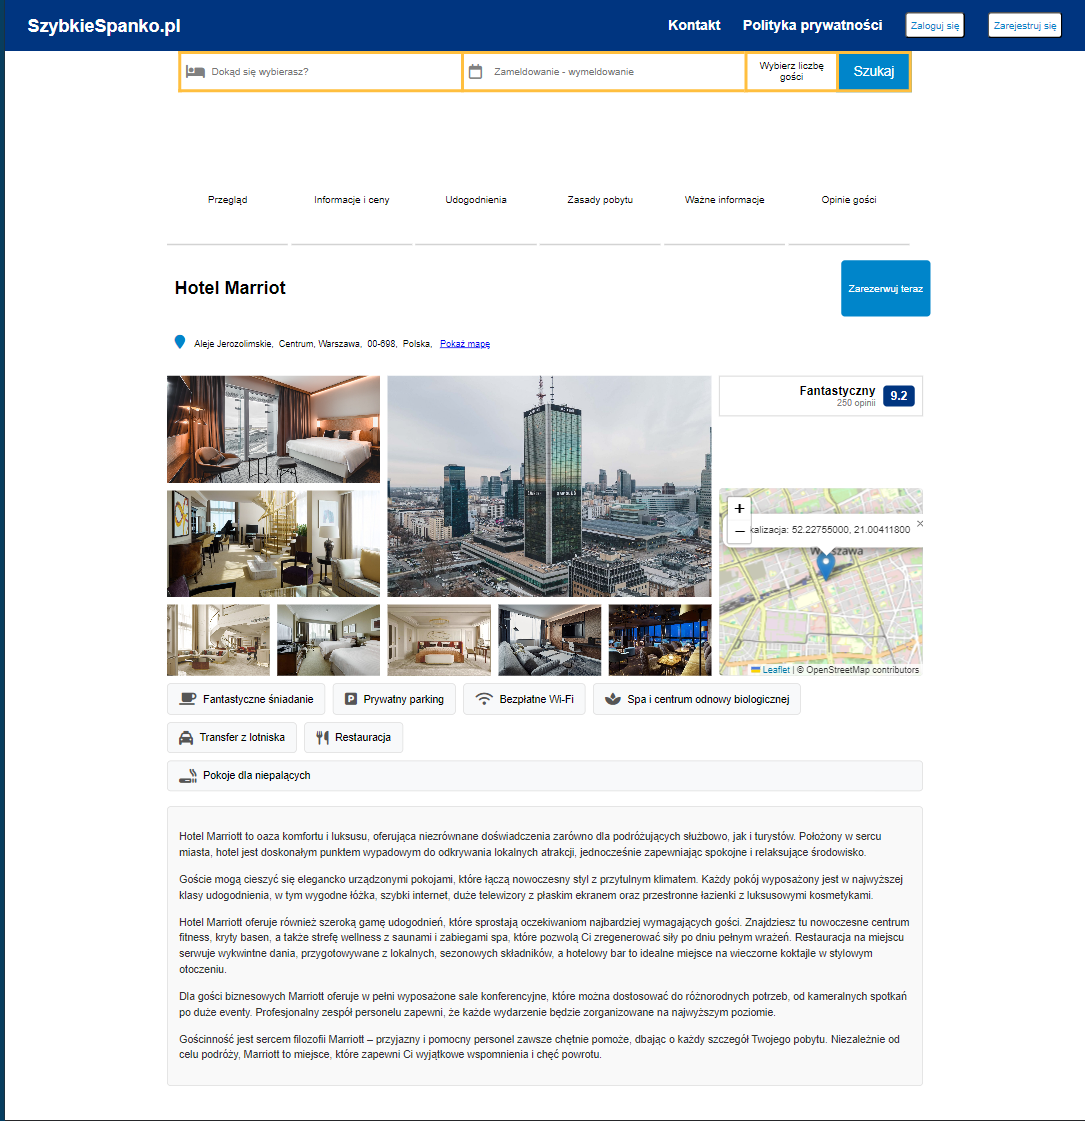 SzybkieSpanko.pl
Kontakt
Polityka prywatności
Zaloguj się
Zarejestruj się
Dokąd się wybierasz?
Zameldowanie - wymeldowanie
Wybierz liczbę
gości
Szukaj
Przegląd
Informacje i ceny
Udogodnienia
Zasady pobytu
Ważne informacje
Opinie gości
Hotel Marriot
Zarezerwuj teraz
Aleje Jerozolimskie, Centrum, Warszawa, 00-698, Polska, Pokaż mapę
Fantastyczny
250 opinii
9.2
+
−
kalizacja: 52.22755000, 21.00411800
×
Leaflet | © OpenStreetMap contributors
Fantastyczne śniadanie
Prywatny parking
Bezpłatne Wi-Fi
Spa i centrum odnowy biologicznej
Transfer z lotniska
Restauracja
Pokoje dla niepalących
Hotel Marriott to oaza komfortu i luksusu, oferująca niezrównane doświadczenia zarówno dla podróżujących służbowo, jak i turystów. Położony w sercu
miasta, hotel jest doskonałym punktem wypadowym do odkrywania lokalnych atrakcji, jednocześnie zapewniając spokojne i relaksujące środowisko.
Goście mogą cieszyć się elegancko urządzonymi pokojami, które łączą nowoczesny styl z przytulnym klimatem. Każdy pokój wyposażony jest w najwyższej
klasy udogodnienia, w tym wygodne łóżka, szybki internet, duże telewizory z płaskim ekranem oraz przestronne łazienki z luksusowymi kosmetykami.
Hotel Marriott oferuje również szeroką gamę udogodnień, które sprostają oczekiwaniom najbardziej wymagających gości. Znajdziesz tu nowoczesne centrum
fitness, kryty basen, a także strefę wellness z saunami i zabiegami spa, które pozwolą Ci zregenerować siły po dniu pełnym wrażeń. Restauracja na miejscu
serwuje wykwintne dania, przygotowywane z lokalnych, sezonowych składników, a hotelowy bar to idealne miejsce na wieczorne koktajle w stylowym
otoczeniu.
Dla gości biznesowych Marriott oferuje w pełni wyposażone sale konferencyjne, które można dostosować do różnorodnych potrzeb, od kameralnych spotkań
po duże eventy. Profesjonalny zespół personelu zapewni, że każde wydarzenie będzie zorganizowane na najwyższym poziomie.
Gościnność jest sercem filozofii Marriott – przyjazny i pomocny personel zawsze chętnie pomoże, dbając o każdy szczegół Twojego pobytu. Niezależnie od
celu podróży, Marriott to miejsce, które zapewni Ci wyjątkowe wspomnienia i chęć powrotu.